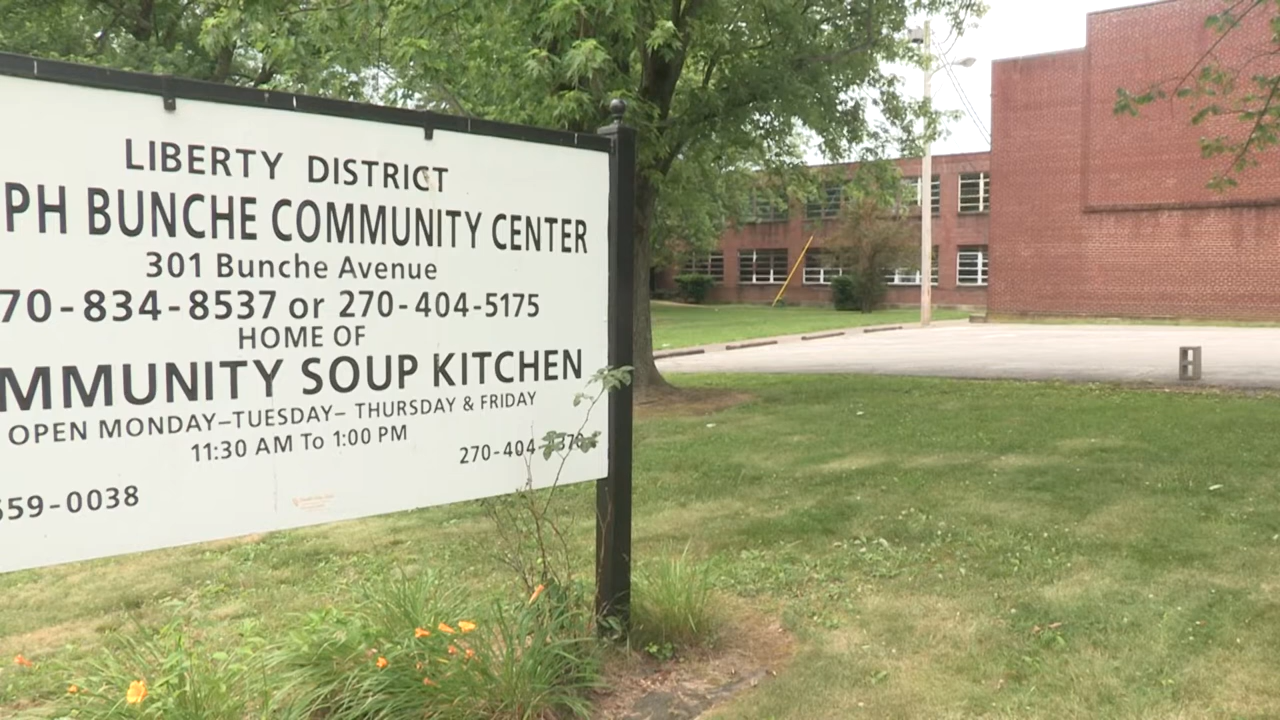 LIBERTY DISTRICT
PH BUNCHE COMMUNITY CENTER
301 Bunche Avenue
70-834-8537 or 270-404-5175
HOME OF
MMUNITY SOUP KITCHEN
OPEN MONDAY–TUESDAY– THURSDAY & FRIDAY
11:30 AM To 1:00 PM
270-404-
59-0038